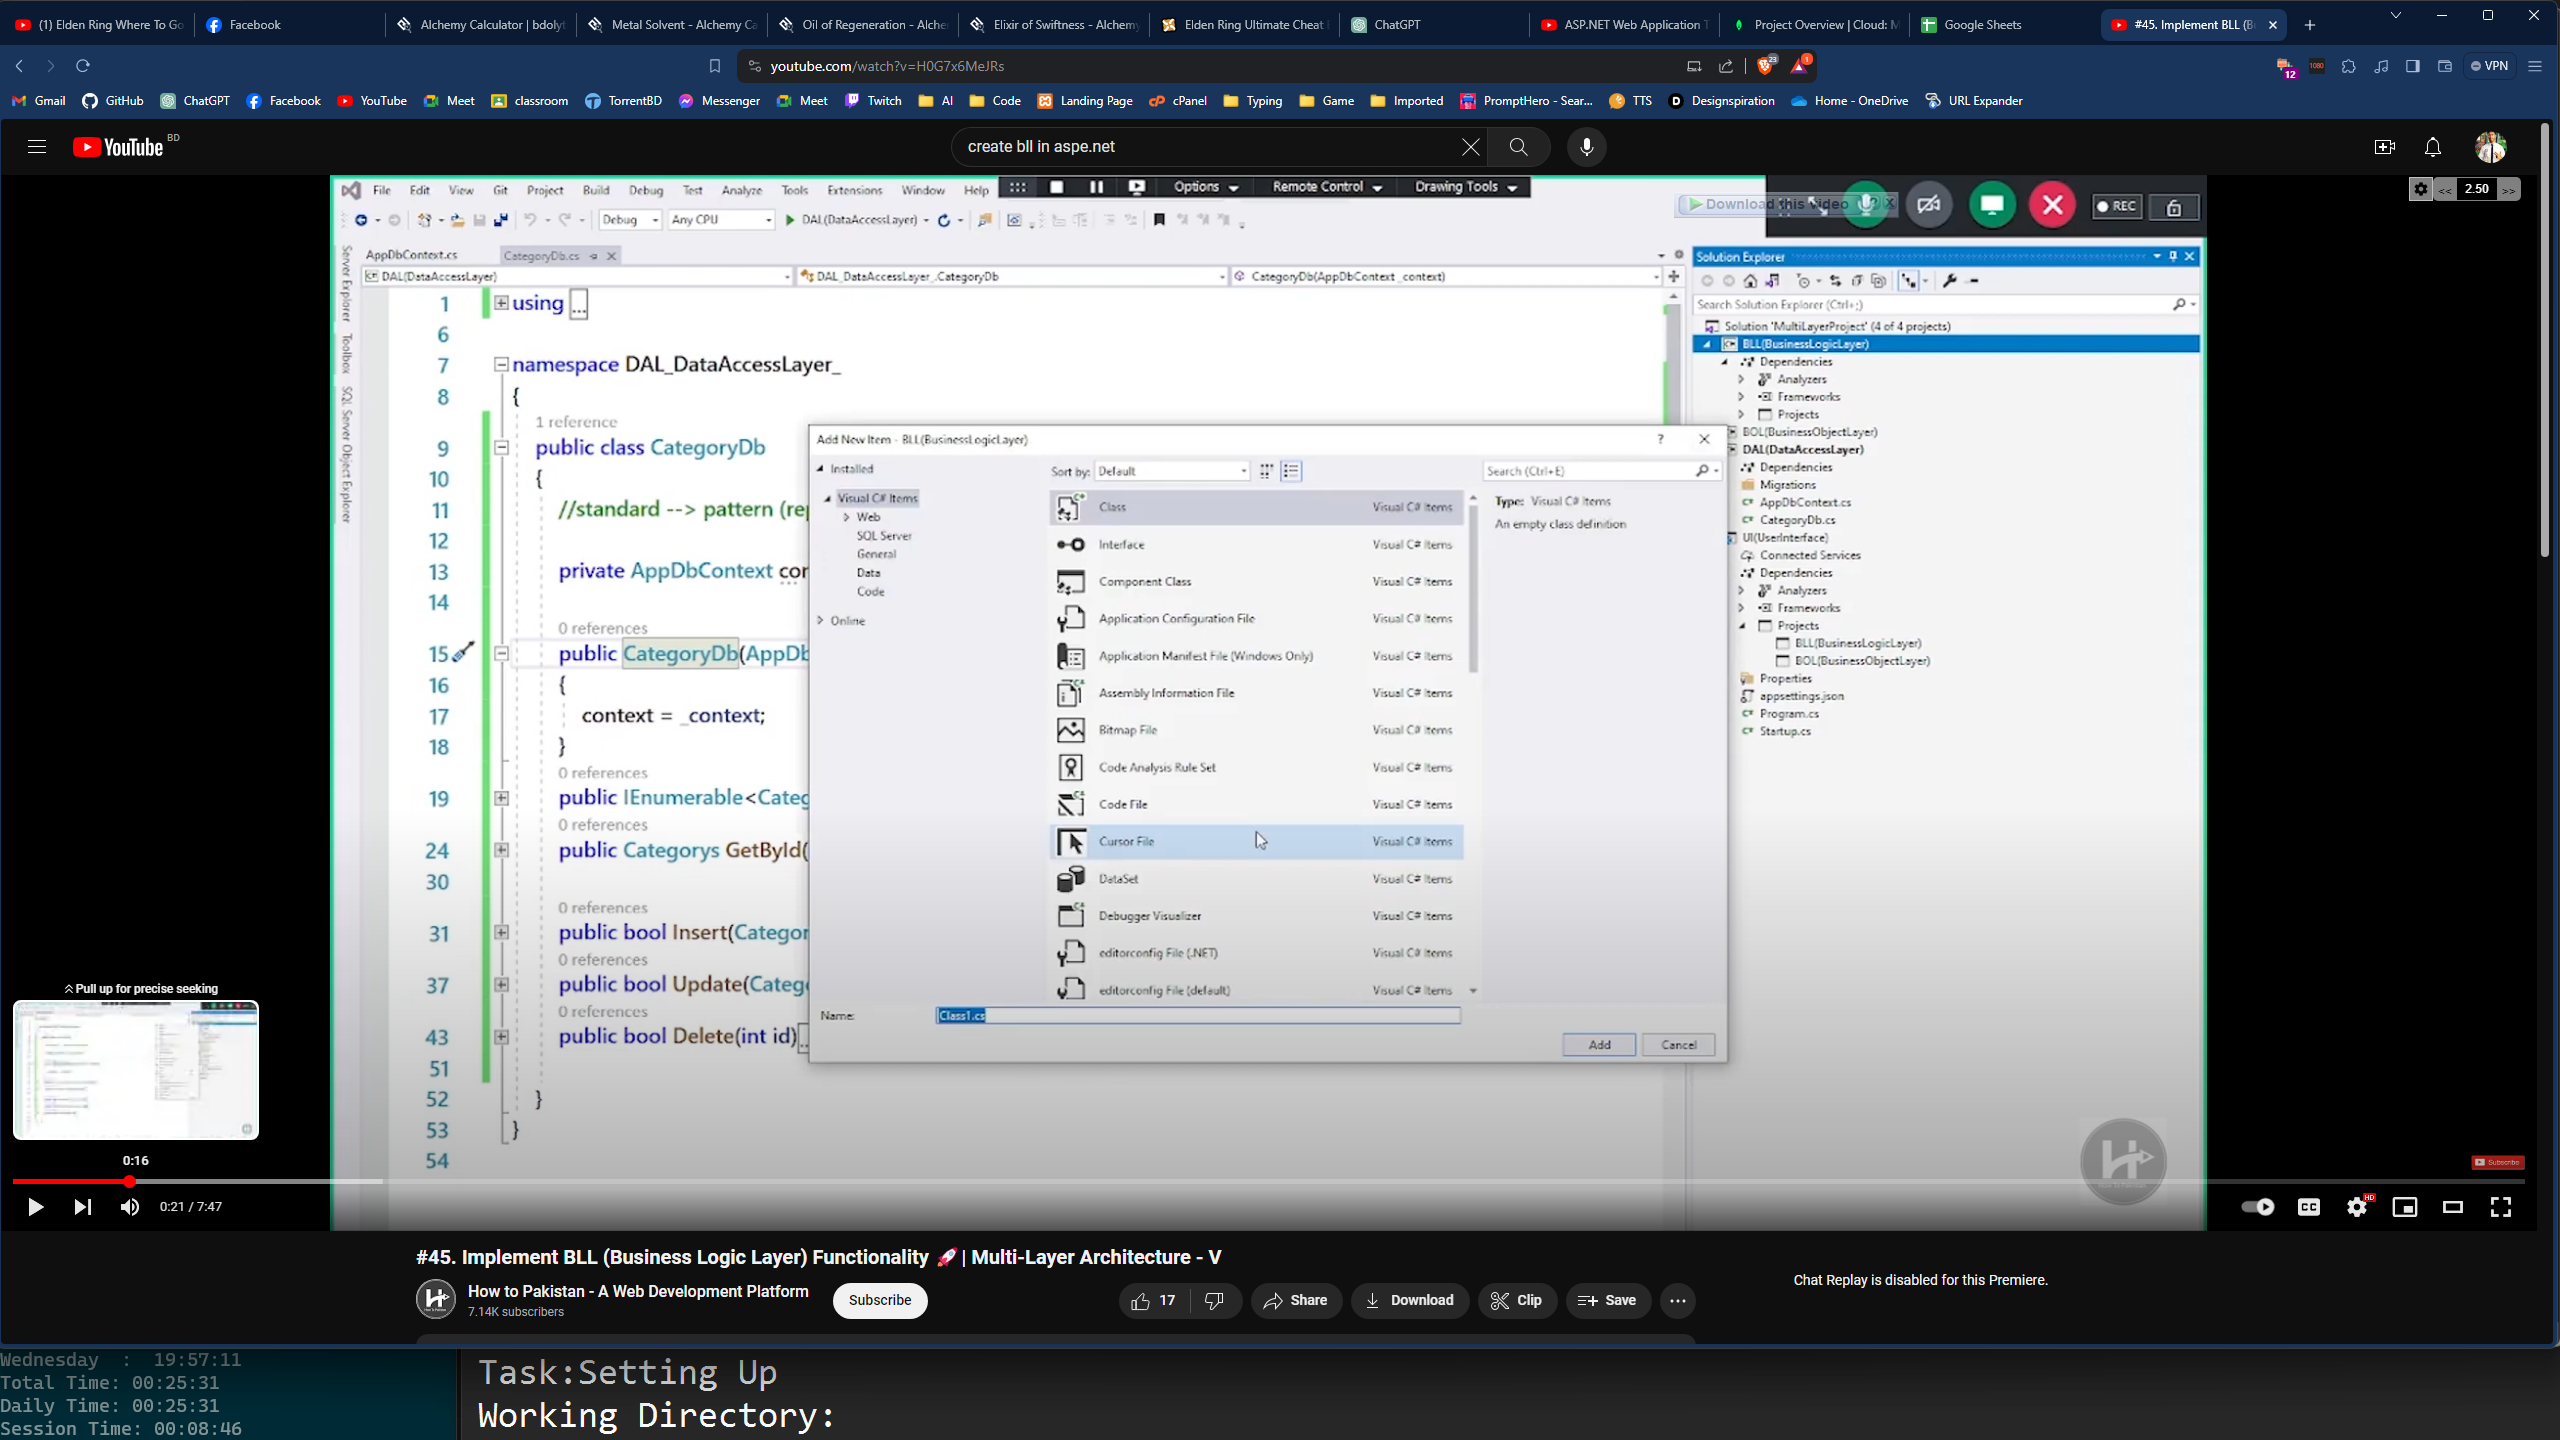 (1) Elden Ring Where To Go
Facebook
Alchemy Calculator | bdolyt
Metal Solvent - Alchemy Ca
Oil of Regeneration - Alche
Elixir of Swiftness - Alchemy
Elden Ring Ultimate Cheat
ChatGPT
ASP.NET Web Application T
Project Overview | Cloud: M
Google Sheets
#45. Implement BLL (B
youtube.com/watch?v=H0G7x6MeJRs
23
1
12
1080
VPN
Gmail
GitHub
ChatGPT
Facebook
YouTube
Meet
classroom
TorrentBD
Messenger
Meet
Twitch
AI
Code
Landing Page
cPanel
Typing
Game
Imported
PromptHero - Sear...
TTS
Designspiration
Home - OneDrive
URL Expander
YouTube BD
create bll in aspe.net
File Edit View Git Project Build Debug Test Analyze Tools Extensions Window Help
Options
Remote Control
Drawing Tools
Download this video
REC
<< 2.50 >>
Debug
Any CPU
DAL(DataAccessLayer)
AppDbContext.cs
CategoryDb.cs
DAL(DataAccessLayer)
DAL_DataAccessLayer_.CategoryDb
CategoryDb(AppDbContext _context)
Server Explorer
Toolbox
SQL Server Object Explorer
1 using ...
6
7 namespace DAL_DataAccessLayer_
8 {
1 reference
9 public class CategoryDb
10 {
11 //standard --> pattern (rep
12
13 private AppDbContext con
14
0 references
15 public CategoryDb(AppDb
16 {
17 context = _context;
18 }
0 references
19 public IEnumerable<Categ
0 references
24 public Categorys GetById(
30
0 references
31 public bool Insert(Categor
0 references
37 public bool Update(Catego
0 references
43 public bool Delete(int id)...
51
52 }
53 }
54
Add New Item - BLL(BusinessLogicLayer)
?
Installed
Visual C# Items
Web
SQL Server
General
Data
Code
Online
Sort by: Default
Search (Ctrl+E)
Class Visual C# Items
Interface Visual C# Items
Component Class Visual C# Items
Application Configuration File Visual C# Items
Application Manifest File (Windows Only) Visual C# Items
Assembly Information File Visual C# Items
Bitmap File Visual C# Items
Code Analysis Rule Set Visual C# Items
Code File Visual C# Items
Cursor File Visual C# Items
DataSet Visual C# Items
Debugger Visualizer Visual C# Items
editorconfig File (.NET) Visual C# Items
editorconfig File (default) Visual C# Items
Type: Visual C# Items
An empty class definition
Name: Class1.cs
Add
Cancel
Solution Explorer
Search Solution Explorer (Ctrl+;)
Solution 'MultiLayerProject' (4 of 4 projects)
BLL(BusinessLogicLayer)
Dependencies
Analyzers
Frameworks
Projects
BOL(BusinessObjectLayer)
DAL(DataAccessLayer)
Dependencies
Migrations
AppDbContext.cs
CategoryDb.cs
UI(UserInterface)
Connected Services
Dependencies
Analyzers
Frameworks
Projects
BLL(BusinessLogicLayer)
BOL(BusinessObjectLayer)
Properties
appsettings.json
Program.cs
Startup.cs
Pull up for precise seeking
0:16
Subscribe
0:21 / 7:47
CC
HD
#45. Implement BLL (Business Logic Layer) Functionality 🚀 | Multi-Layer Architecture - V
How to Pakistan - A Web Development Platform
7.14K subscribers
Subscribe
17
Share
Download
Clip
Save
Chat Replay is disabled for this Premiere.
Wednesday : 19:57:11
Total Time: 00:25:31
Daily Time: 00:25:31
Session Time: 00:08:46
Task:Setting Up
Working Directory: